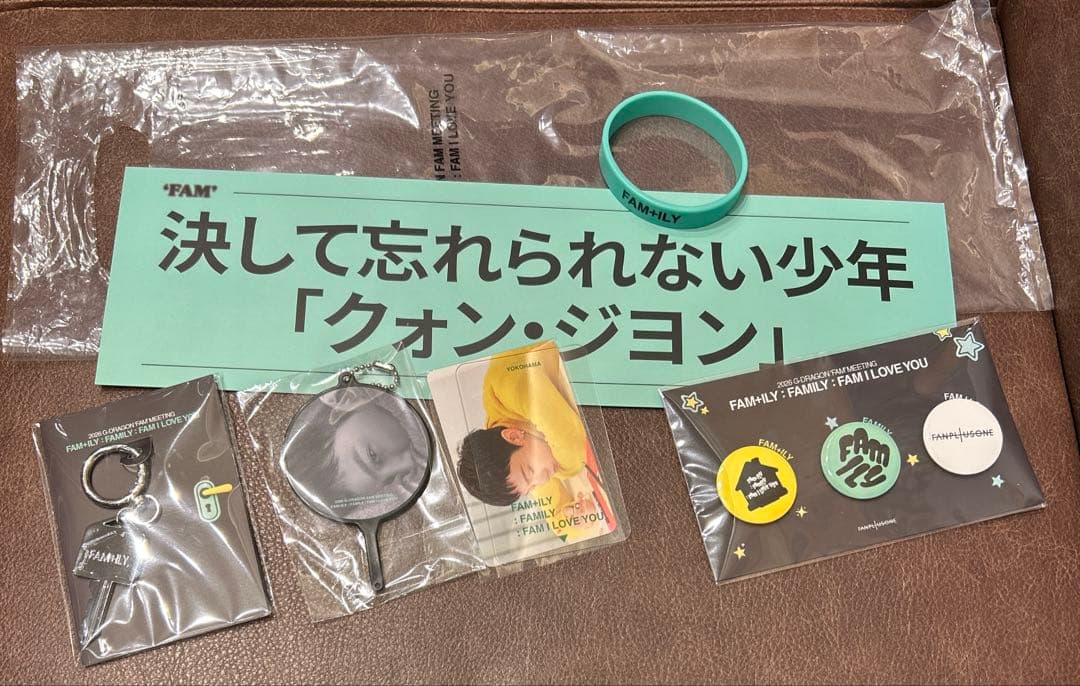 N FAM MEETING
: FAM I LOVE YOU
FAM+ILY
'FAM'
決して忘れられない少年
「クォン・ジヨン」
2026 G-DRAGON 'FAM' MEETING
FAM+ILY : FAMILY : FAM I LOVE YOU
FAM+ILY
YOKOHAMA
FAM+ILY
: FAMILY
: FAM I LOVE YOU
2026 G-DRAGON 'FAM' MEETING
FAM+ILY : FAMILY : FAM I LOVE YOU
FAM+ILY
FAMILY
FAM
ILY
FANPLUSONE
FANPLUSONE